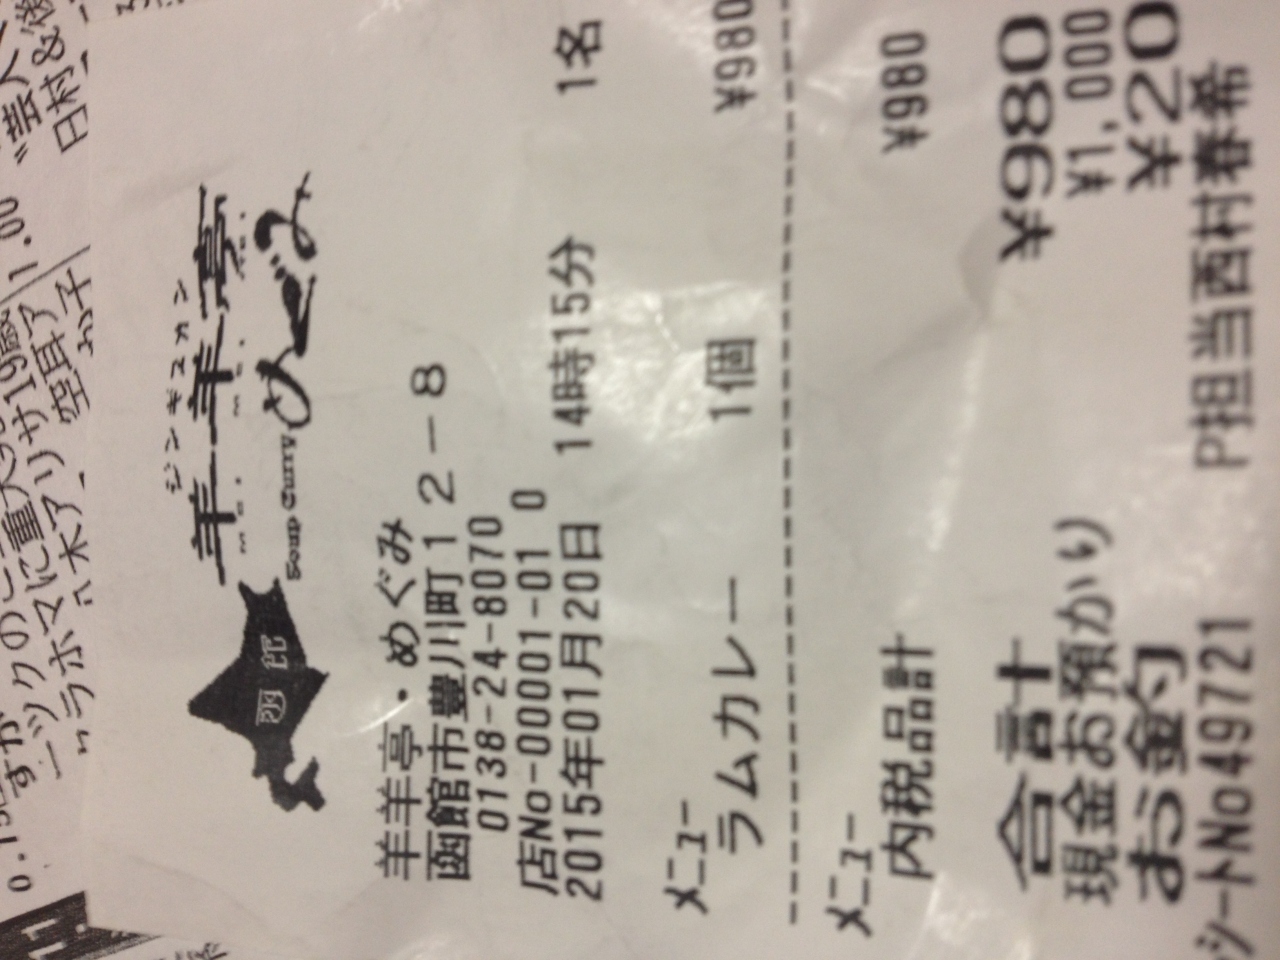 ジンギスカン
羊羊亭
Soup Curry めぐみ
函館
羊羊亭・めぐみ
函館市豊川町12-8
0138-24-8070
店No-00001-01 0
2015年01月20日 14時15分 1名
メニュー
ラムカレー 1個 ¥980
メニュー
内税品計 ¥980
合計 ¥980
現金お預かり ¥1,000
お釣 ¥20
シートNo49721 P担当西村春希